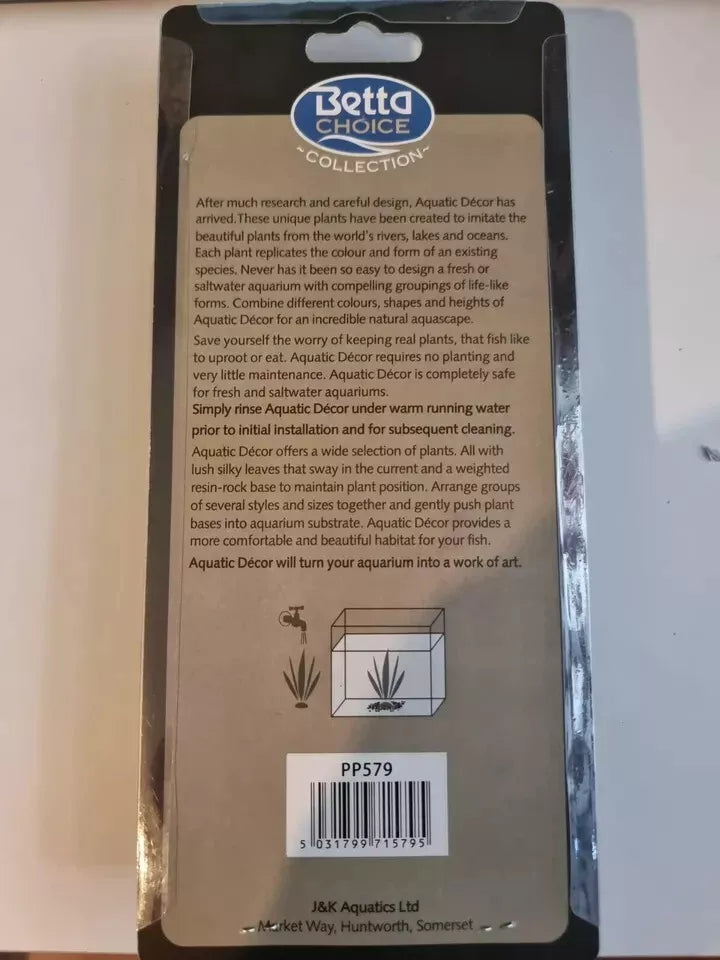 Betta
CHOICE
~COLLECTION~
After much research and careful design, Aquatic Décor has
arrived.These unique plants have been created to imitate the
beautiful plants from the world's rivers, lakes and oceans.
Each plant replicates the colour and form of an existing
species. Never has it been so easy to design a fresh or
saltwater aquarium with compelling groupings of life-like
forms. Combine different colours, shapes and heights of
Aquatic Décor for an incredible natural aquascape.
Save yourself the worry of keeping real plants, that fish like
to uproot or eat. Aquatic Décor requires no planting and
very little maintenance. Aquatic Décor is completely safe
for fresh and saltwater aquariums.
Simply rinse Aquatic Décor under warm running water
prior to initial installation and for subsequent cleaning.
Aquatic Décor offers a wide selection of plants. All with
lush silky leaves that sway in the current and a weighted
resin-rock base to maintain plant position. Arrange groups
of several styles and sizes together and gently push plant
bases into aquarium substrate. Aquatic Décor provides a
more comfortable and beautiful habitat for your fish.
Aquatic Décor will turn your aquarium into a work of art.
PP579
5 031799 715795
J&K Aquatics Ltd
Market Way, Huntworth, Somerset